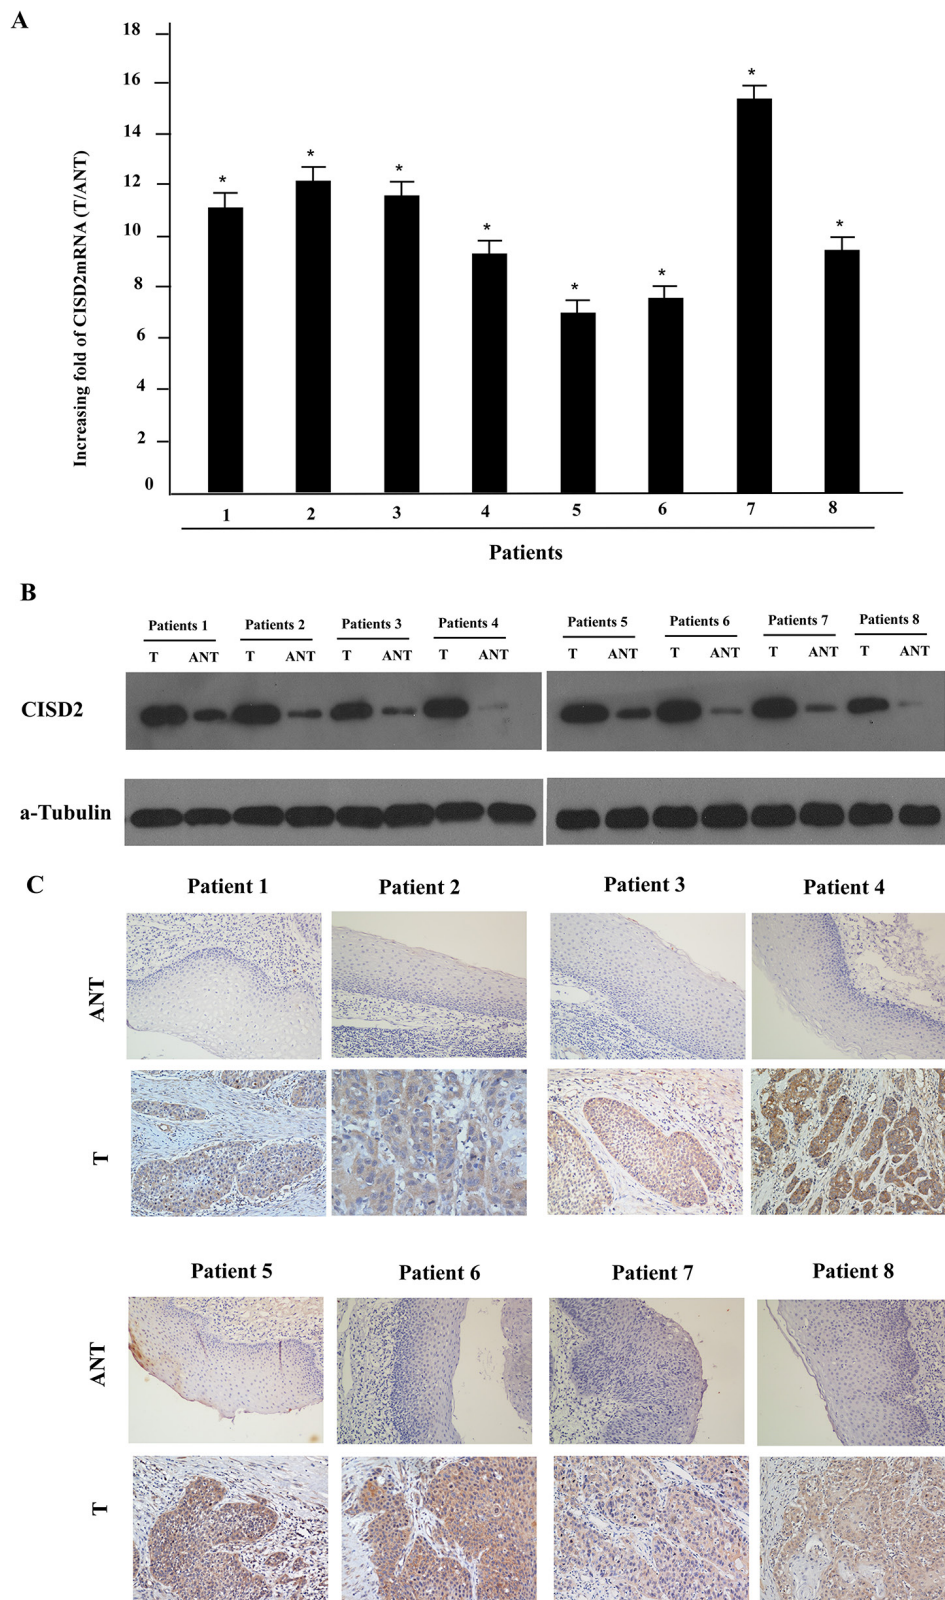 A
18
16
14
12
10
8
6
4
2
0
Increasing fold of CISD2mRNA (T/ANT)
* * * * * * * *
1 2 3 4 5 6 7 8
Patients
B
Patients 1 Patients 2 Patients 3 Patients 4 Patients 5 Patients 6 Patients 7 Patients 8
T ANT T ANT T ANT T ANT T ANT T ANT T ANT T ANT
CISD2
a-Tubulin
C
Patient 1 Patient 2 Patient 3 Patient 4
ANT
T
Patient 5 Patient 6 Patient 7 Patient 8
ANT
T